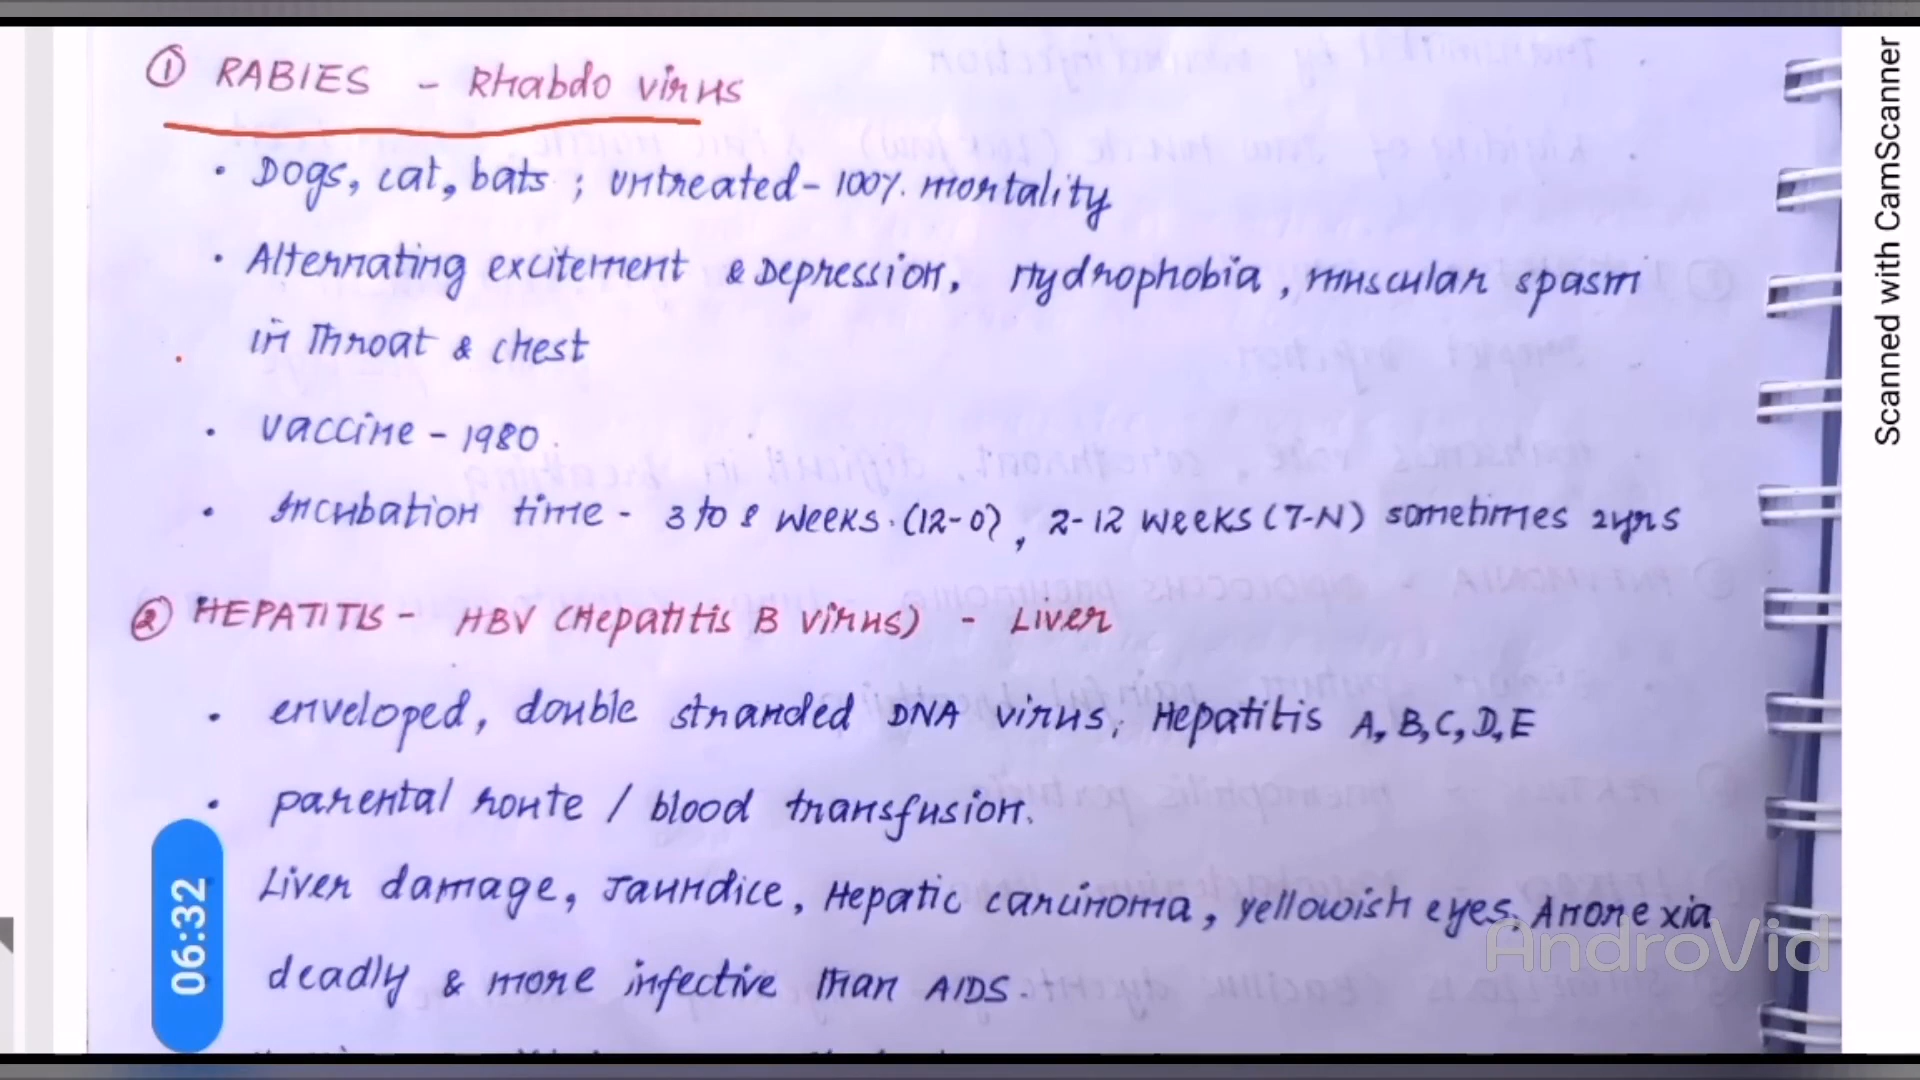 ① RABIES - Rhabdo virus
• Dogs, cat, bats ; untreated - 100% mortality
• Alternating excitement & Depression, Hydrophobia, muscular spasm
in Throat & chest
• vaccine - 1980.
• Incubation time - 3 to 8 weeks. (12-0), 2-12 weeks (T-N) sometimes 2yrs
② HEPATITIS - HBV (Hepatitis B virus) - Liver
• enveloped, double stranded DNA virus; Hepatitis A, B, C, D, E
• parental route / blood transfusion.
Liver damage, Jaundice, Hepatic carcinoma, yellowish eyes, Anorexia
deadly & more infective than AIDS.
06:32
AndroVid
Scanned with CamScanner